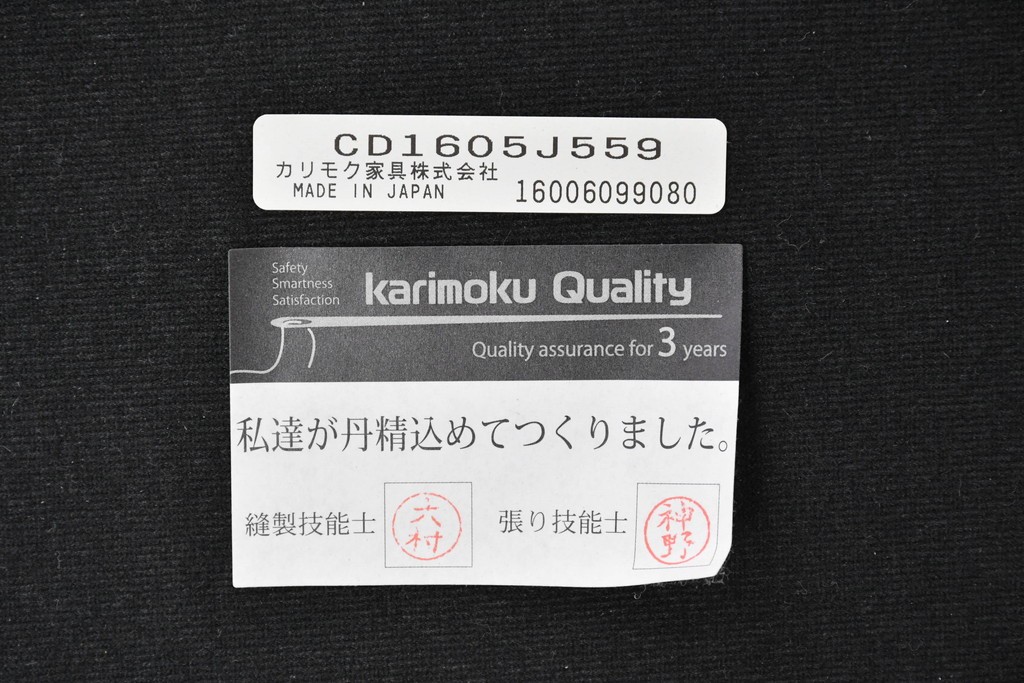 CD1605J559
カリモク家具株式会社
MADE IN JAPAN 16006099080
Safety
Smartness
Satisfaction
karimoku Quality
Quality assurance for 3 years
私達が丹精込めてつくりました。
縫製技能士 六村 張り技能士 神野